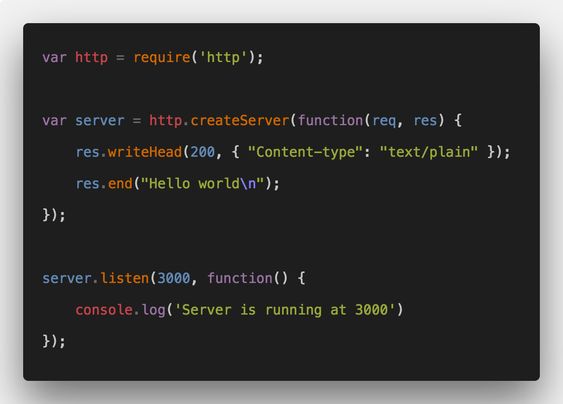 var http = require('http');
var server = http.createServer(function(req, res) {
res.writeHead(200, { "Content-type": "text/plain" });
res.end("Hello world\n");
});
server.listen(3000, function() {
console.log('Server is running at 3000')
});